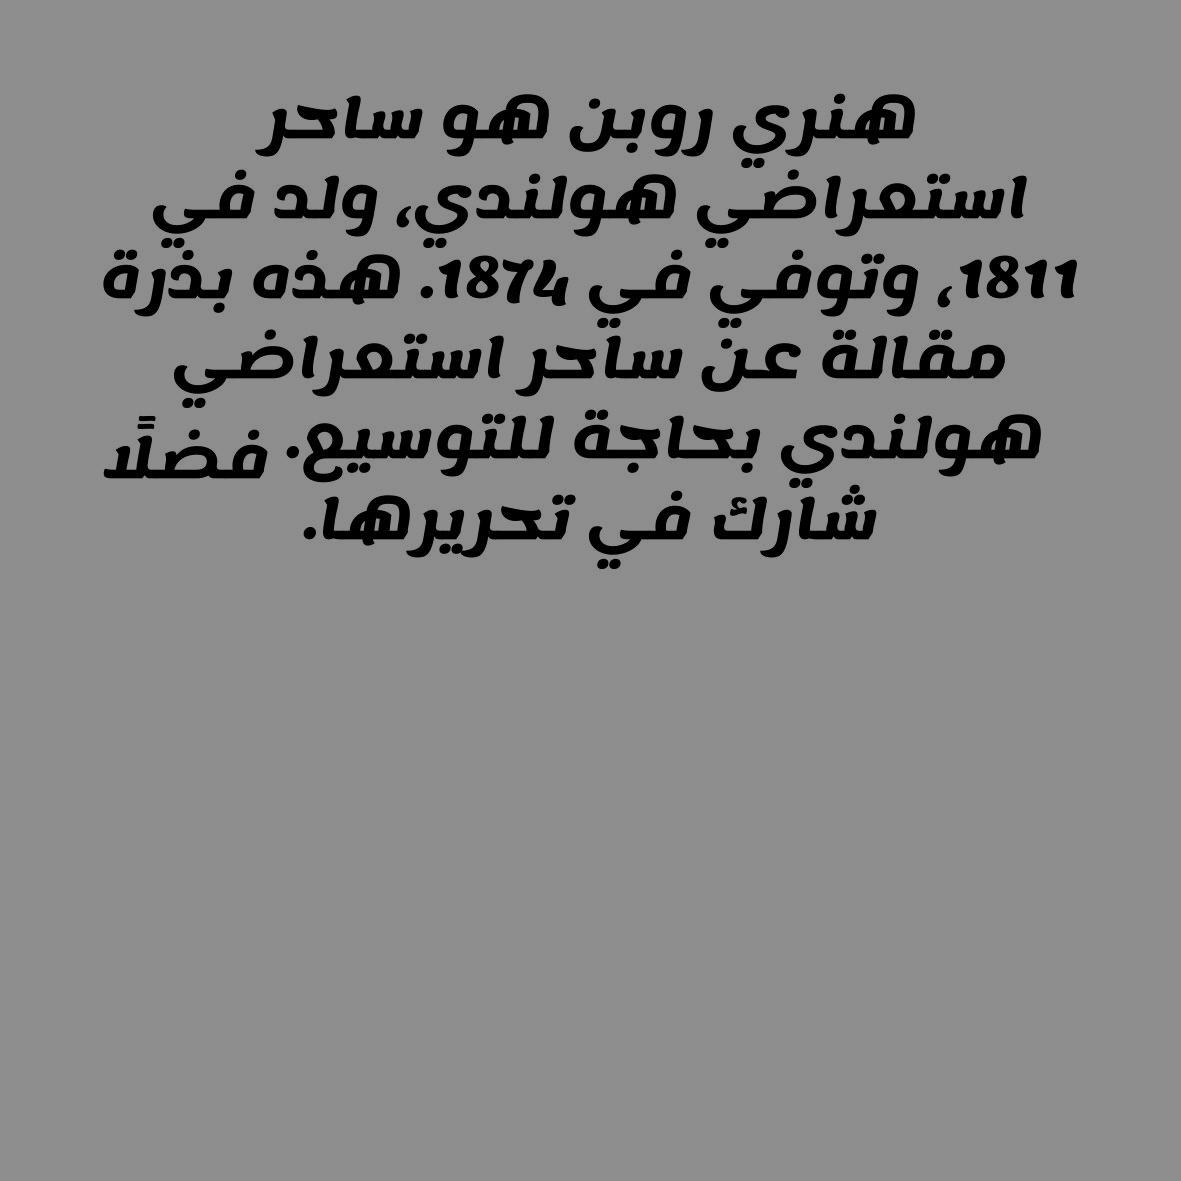 هنري روبن هو ساحر
استعراضي هولندي، ولد في
1811، وتوفي في 1874. هذه بذرة
مقالة عن ساحر استعراضي
هولندي بحاجة للتوسيع. فضلًا
شارك في تحريرها.